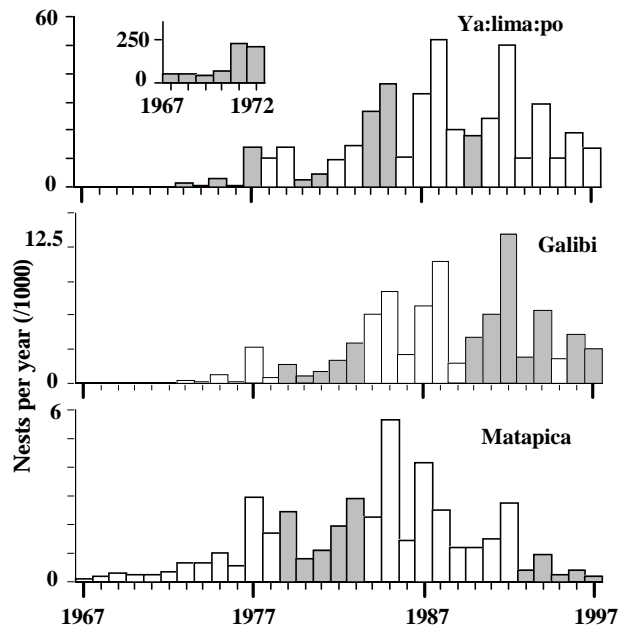 60
Ya:lima:po
250
0
1967 1972
0
12.5
Galibi
Nests per year (/1000)
0
6
Matapica
0
1967 1977 1987 1997